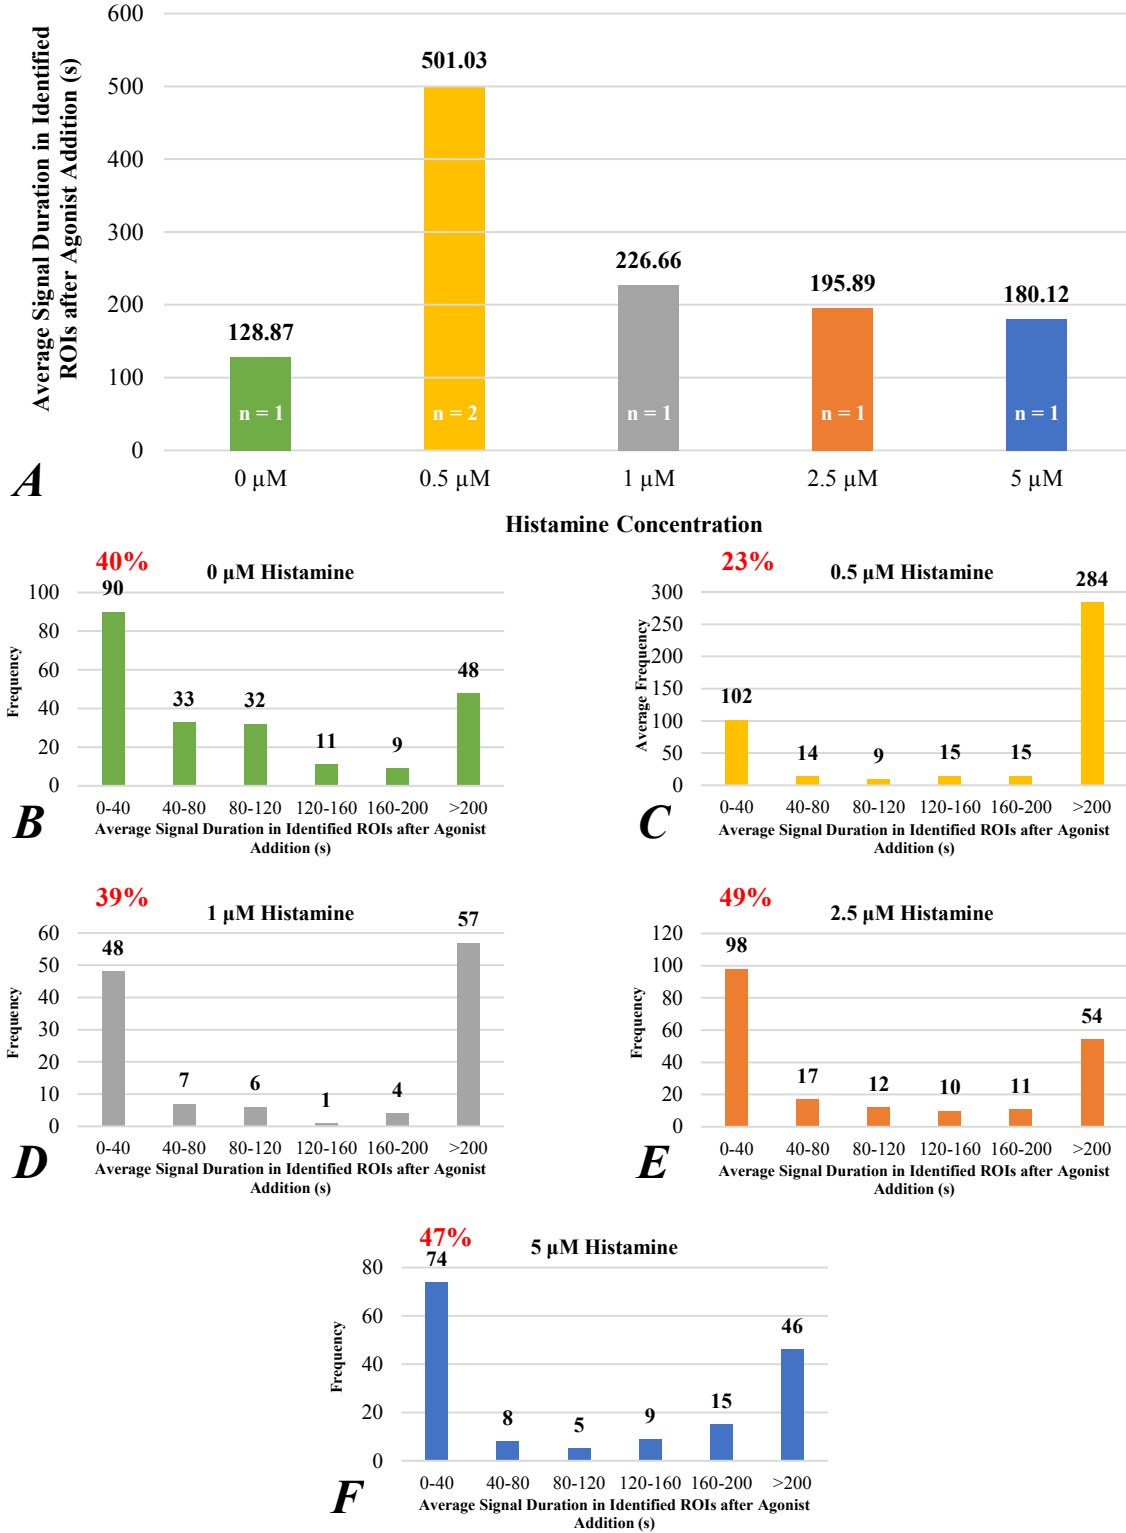 Average Signal Duration in Identified
ROIs after Agonist Addition (s)
600
500
400
300
200
100
0
128.87
501.03
226.66
195.89
180.12
n = 1
n = 2
n = 1
n = 1
n = 1
0 µM
0.5 µM
1 µM
2.5 µM
5 µM
Histamine Concentration
A
40%
0 µM Histamine
Frequency
100
80
60
40
20
0
90
33
32
11
9
48
0-40 40-80 80-120 120-160 160-200 >200
Average Signal Duration in Identified ROIs after Agonist
Addition (s)
B
23%
0.5 µM Histamine
Average Frequency
300
250
200
150
100
50
0
102
14
9
15
15
284
0-40 40-80 80-120 120-160 160-200 >200
Average Signal Duration in Identified ROIs after Agonist
Addition (s)
C
39%
1 µM Histamine
Frequency
60
50
40
30
20
10
0
48
7
6
1
4
57
0-40 40-80 80-120 120-160 160-200 >200
Average Signal Duration in Identified ROIs after Agonist
Addition (s)
D
49%
2.5 µM Histamine
Frequency
120
100
80
60
40
20
0
98
17
12
10
11
54
0-40 40-80 80-120 120-160 160-200 >200
Average Signal Duration in Identified ROIs after Agonist
Addition (s)
E
47%
5 µM Histamine
Frequency
80
60
40
20
0
74
8
5
9
15
46
0-40 40-80 80-120 120-160 160-200 >200
Average Signal Duration in Identified ROIs after Agonist
Addition (s)
F